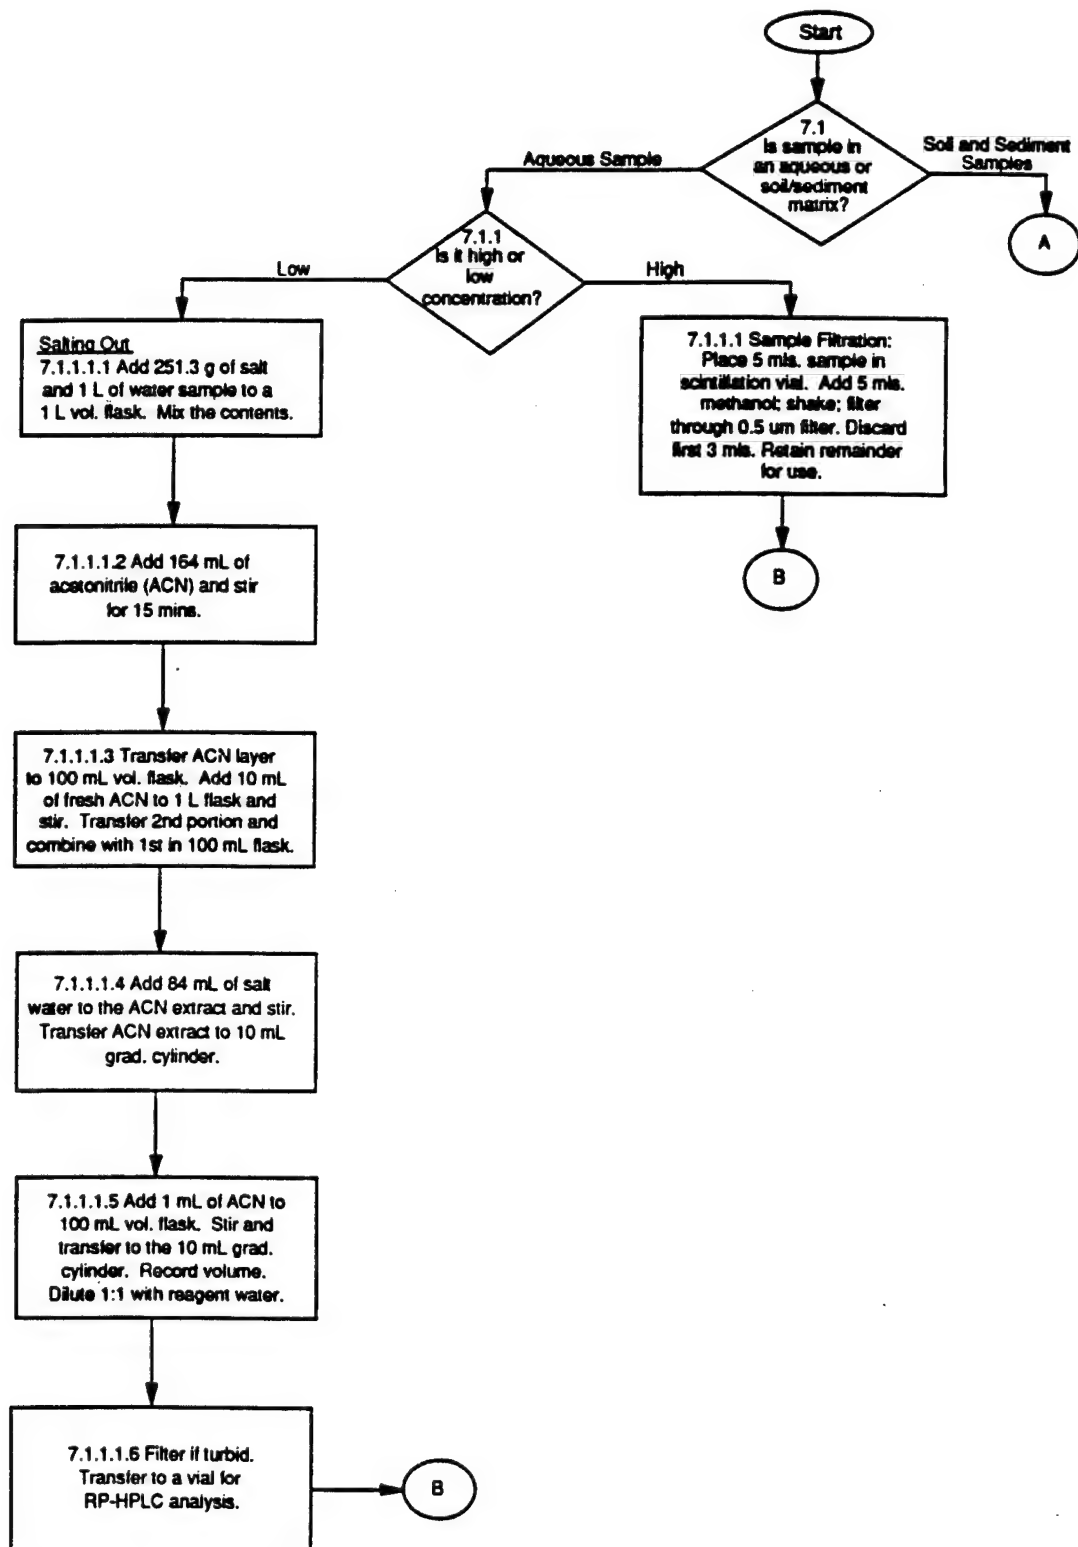 Start
7.1
Is sample in
an aqueous or
soil/sediment
matrix?
Aqueous Sample
Soil and Sediment
Samples
A
7.1.1
Is it high or
low
concentration?
Low
High
Salting Out
7.1.1.1.1 Add 251.3 g of salt
and 1 L of water sample to a
1 L vol. flask. Mix the contents.
7.1.1.1 Sample Filtration:
Place 5 mls. sample in
scintillation vial. Add 5 mls.
methanol; shake; filter
through 0.5 um filter. Discard
first 3 mls. Retain remainder
for use.
B
7.1.1.1.2 Add 164 mL of
acetonitrile (ACN) and stir
for 15 mins.
7.1.1.1.3 Transfer ACN layer
to 100 mL vol. flask. Add 10 mL
of fresh ACN to 1 L flask and
stir. Transfer 2nd portion and
combine with 1st in 100 mL flask.
7.1.1.1.4 Add 84 mL of salt
water to the ACN extract and stir.
Transfer ACN extract to 10 mL
grad. cylinder.
7.1.1.1.5 Add 1 mL of ACN to
100 mL vol. flask. Stir and
transfer to the 10 mL grad.
cylinder. Record volume.
Dilute 1:1 with reagent water.
7.1.1.1.6 Filter if turbid.
Transfer to a vial for
RP-HPLC analysis.
B